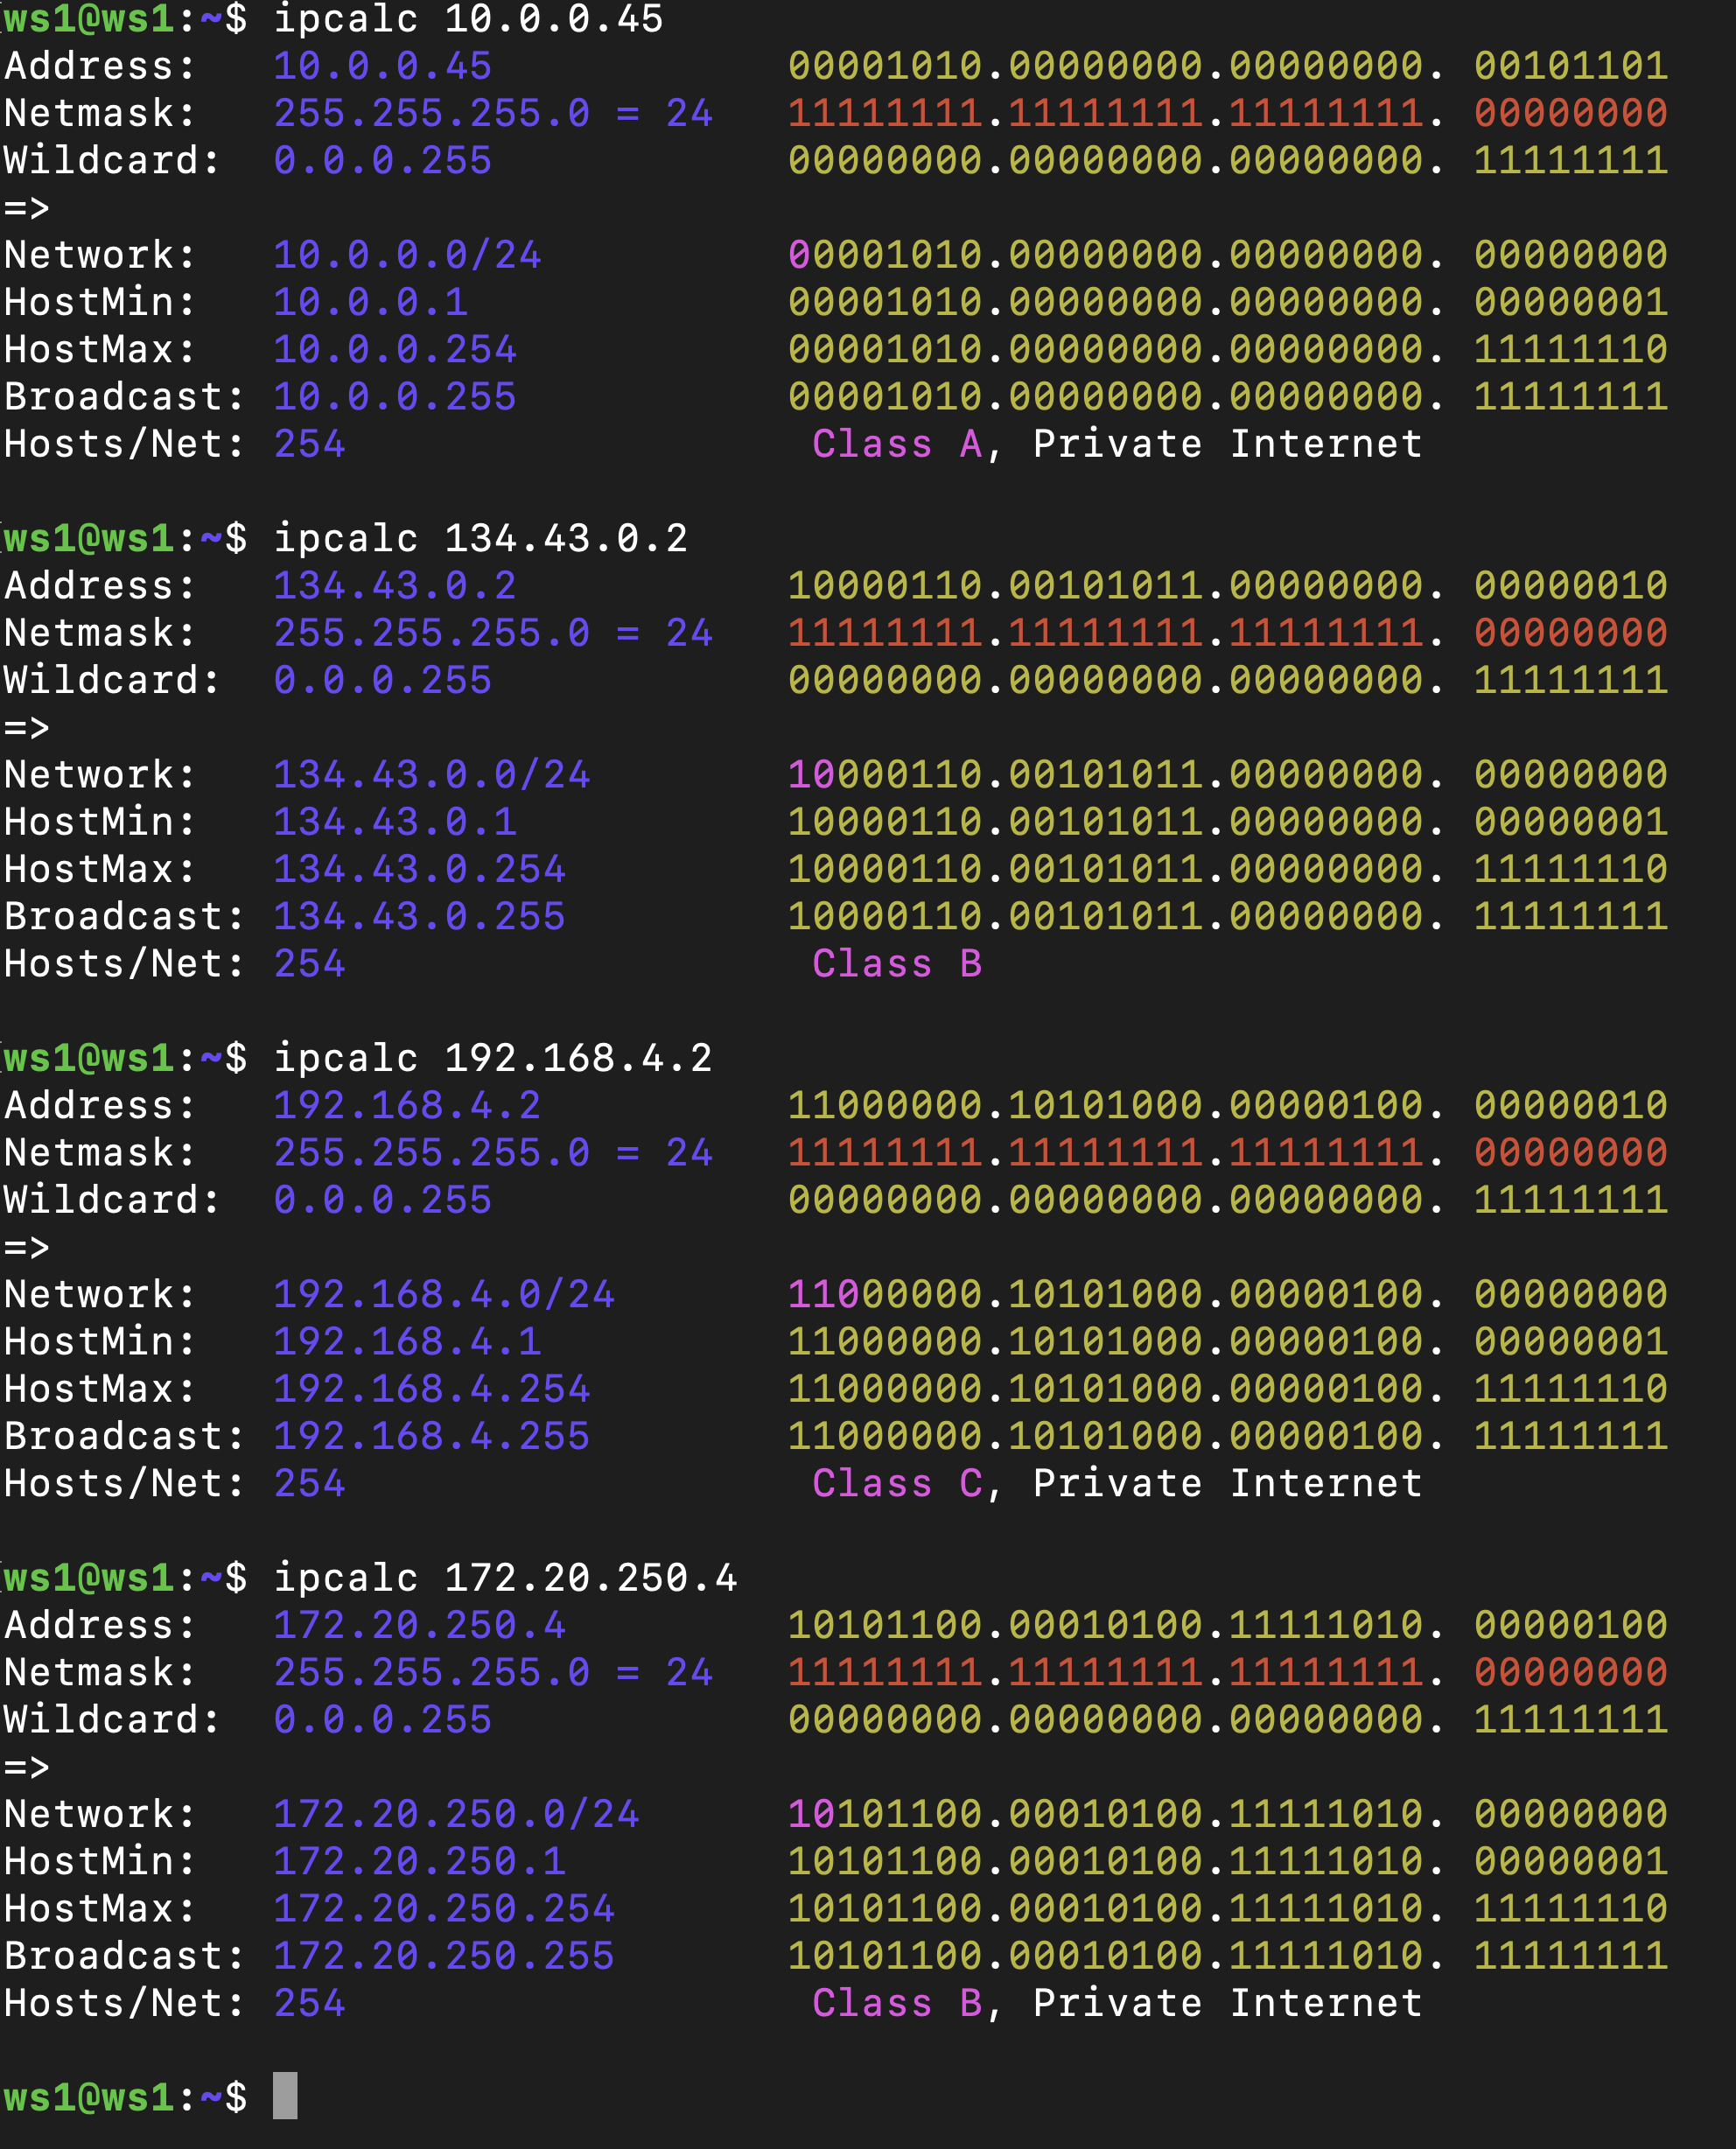 ws1@ws1:~$ ipcalc 10.0.0.45
Address:   10.0.0.45            00001010.00000000.00000000. 00101101
Netmask:   255.255.255.0 = 24   11111111.11111111.11111111. 00000000
Wildcard:  0.0.0.255            00000000.00000000.00000000. 11111111
=>
Network:   10.0.0.0/24          00001010.00000000.00000000. 00000000
HostMin:   10.0.0.1             00001010.00000000.00000000. 00000001
HostMax:   10.0.0.254           00001010.00000000.00000000. 11111110
Broadcast: 10.0.0.255           00001010.00000000.00000000. 11111111
Hosts/Net: 254                   Class A, Private Internet
ws1@ws1:~$ ipcalc 134.43.0.2
Address:   134.43.0.2           10000110.00101011.00000000. 00000010
Netmask:   255.255.255.0 = 24   11111111.11111111.11111111. 00000000
Wildcard:  0.0.0.255            00000000.00000000.00000000. 11111111
=>
Network:   134.43.0.0/24        10000110.00101011.00000000. 00000000
HostMin:   134.43.0.1           10000110.00101011.00000000. 00000001
HostMax:   134.43.0.254         10000110.00101011.00000000. 11111110
Broadcast: 134.43.0.255         10000110.00101011.00000000. 11111111
Hosts/Net: 254                   Class B
ws1@ws1:~$ ipcalc 192.168.4.2
Address:   192.168.4.2          11000000.10101000.00000100. 00000010
Netmask:   255.255.255.0 = 24   11111111.11111111.11111111. 00000000
Wildcard:  0.0.0.255            00000000.00000000.00000000. 11111111
=>
Network:   192.168.4.0/24       11000000.10101000.00000100. 00000000
HostMin:   192.168.4.1          11000000.10101000.00000100. 00000001
HostMax:   192.168.4.254        11000000.10101000.00000100. 11111110
Broadcast: 192.168.4.255        11000000.10101000.00000100. 11111111
Hosts/Net: 254                   Class C, Private Internet
ws1@ws1:~$ ipcalc 172.20.250.4
Address:   172.20.250.4         10101100.00010100.11111010. 00000100
Netmask:   255.255.255.0 = 24   11111111.11111111.11111111. 00000000
Wildcard:  0.0.0.255            00000000.00000000.00000000. 11111111
=>
Network:   172.20.250.0/24      10101100.00010100.11111010. 00000000
HostMin:   172.20.250.1         10101100.00010100.11111010. 00000001
HostMax:   172.20.250.254       10101100.00010100.11111010. 11111110
Broadcast: 172.20.250.255       10101100.00010100.11111010. 11111111
Hosts/Net: 254                   Class B, Private Internet
ws1@ws1:~$